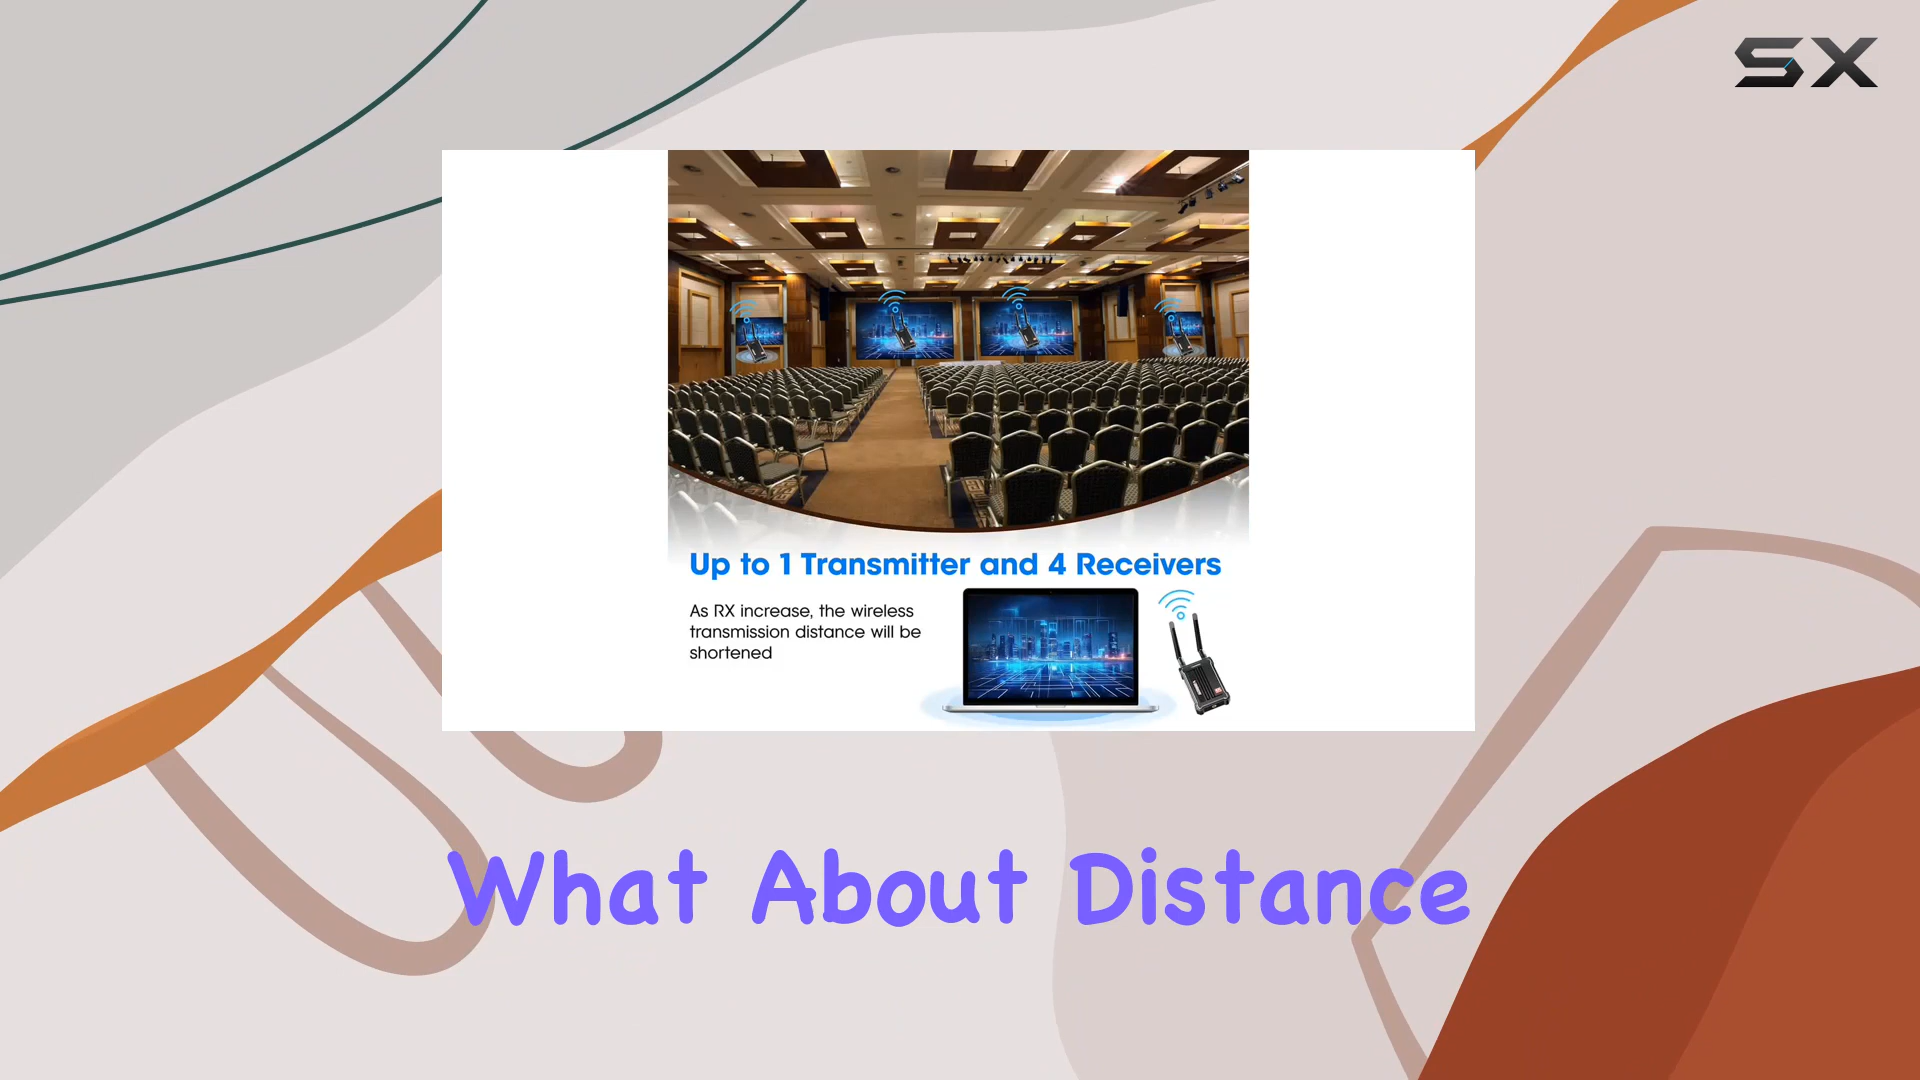 SX
Up to 1 Transmitter and 4 Receivers
As RX increase, the wireless
transmission distance will be
shortened
What About Distance